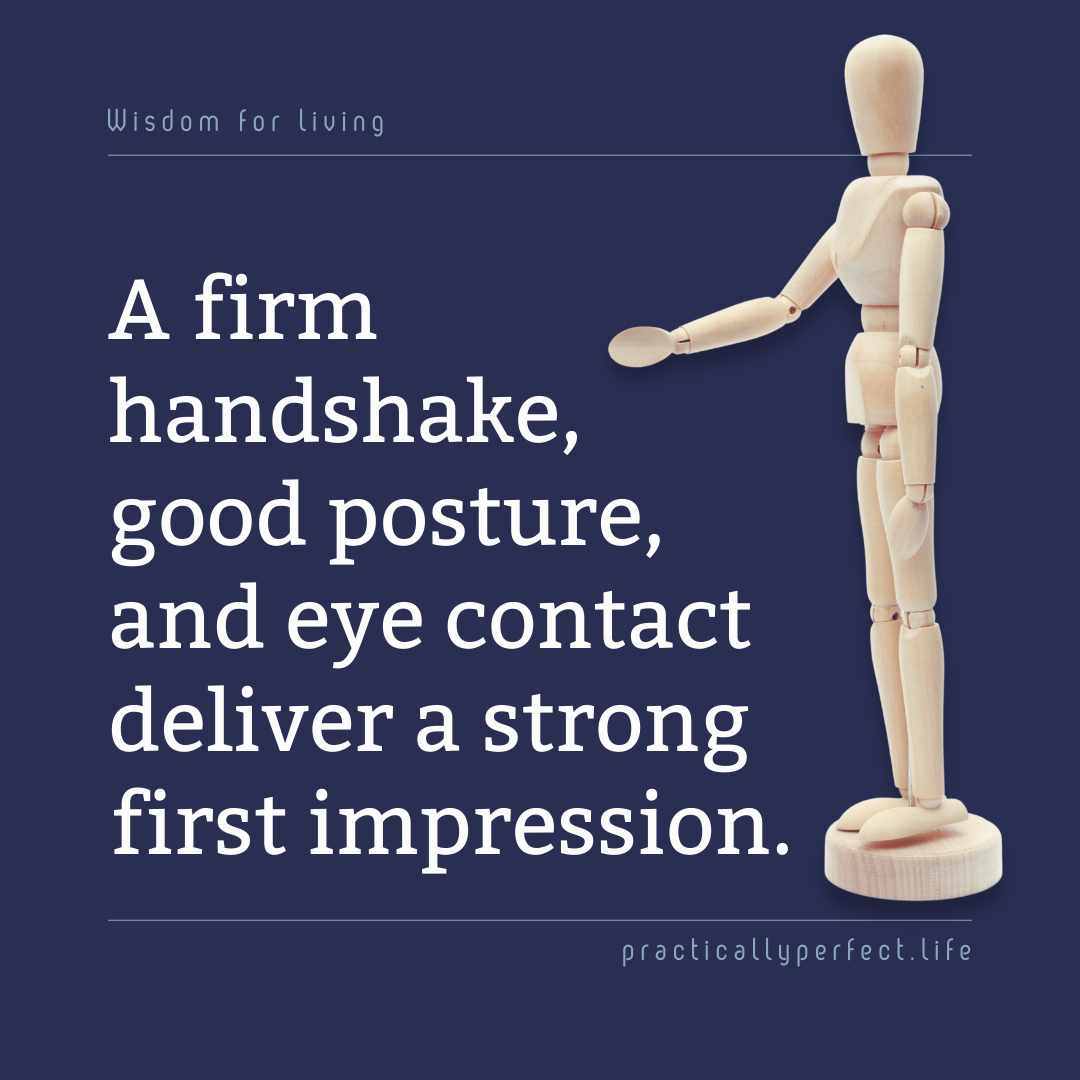 Wisdom for living
A firm
handshake,
good posture,
and eye contact
deliver a strong
first impression.
practicallyperfect.life